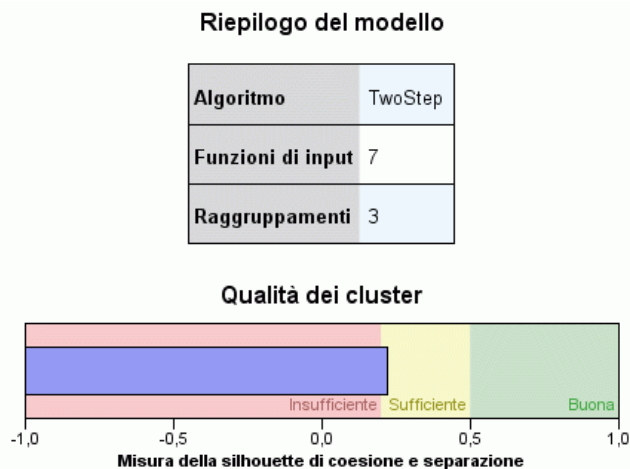 Riepilogo del modello
Algoritmo TwoStep
Funzioni di input 7
Raggruppamenti 3
Qualità dei cluster
Insufficiente Sufficiente Buona
-1,0 -0,5 0,0 0,5 1,0
Misura della silhouette di coesione e separazione